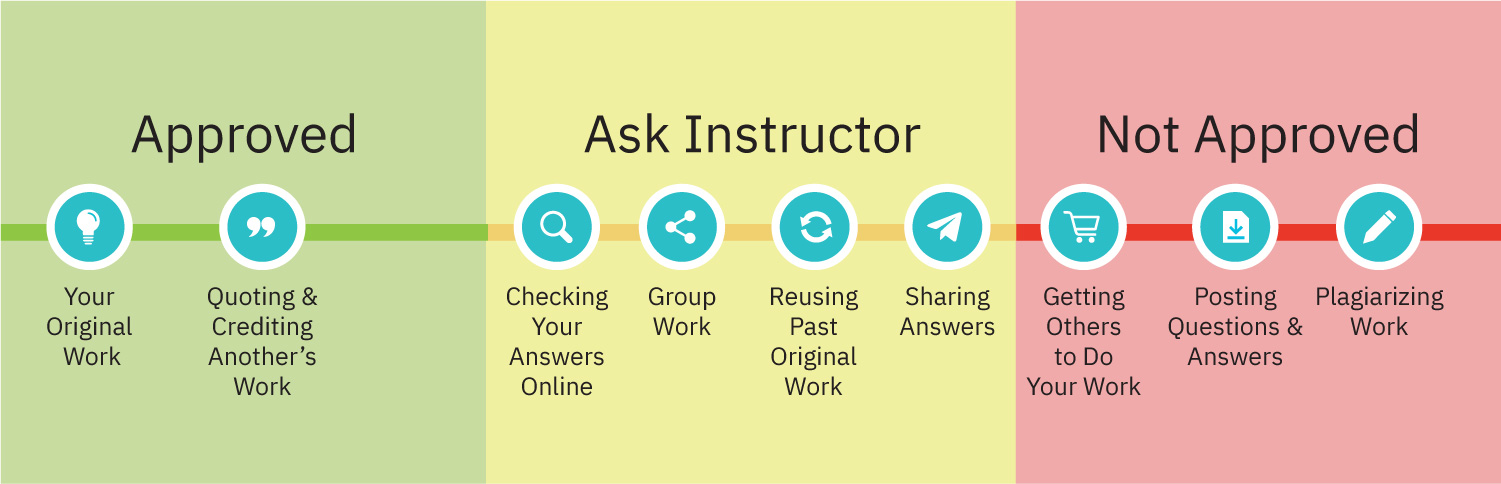 Approved
Your
Original
Work
Quoting &
Crediting
Another’s
Work
Ask Instructor
Checking
Your
Answers
Online
Group
Work
Reusing
Past
Original
Work
Sharing
Answers
Not Approved
Getting
Others
to Do
Your Work
Posting
Questions &
Answers
Plagiarizing
Work